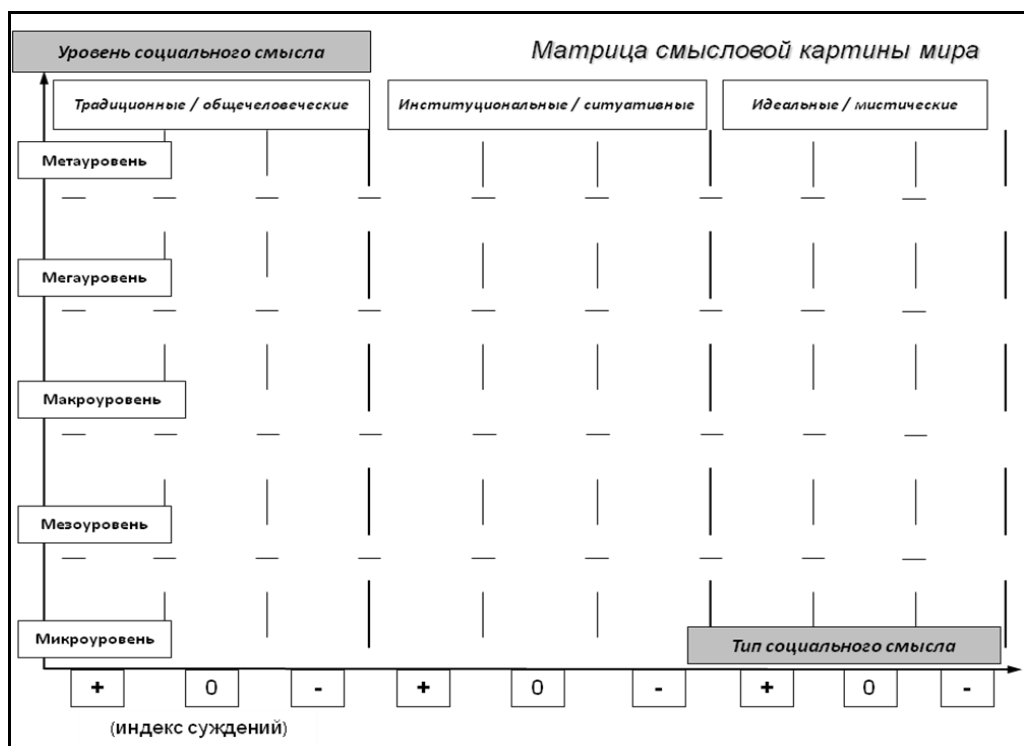 Уровень социального смысла
Матрица смысловой картины мира
Традиционные / общечеловеческие
Институциональные / ситуативные
Идеальные / мистические
Метауровень
Мегауровень
Макроуровень
Мезоуровень
Микроуровень
Тип социального смысла
+ 0 - + 0 - + 0 -
(индекс суждений)